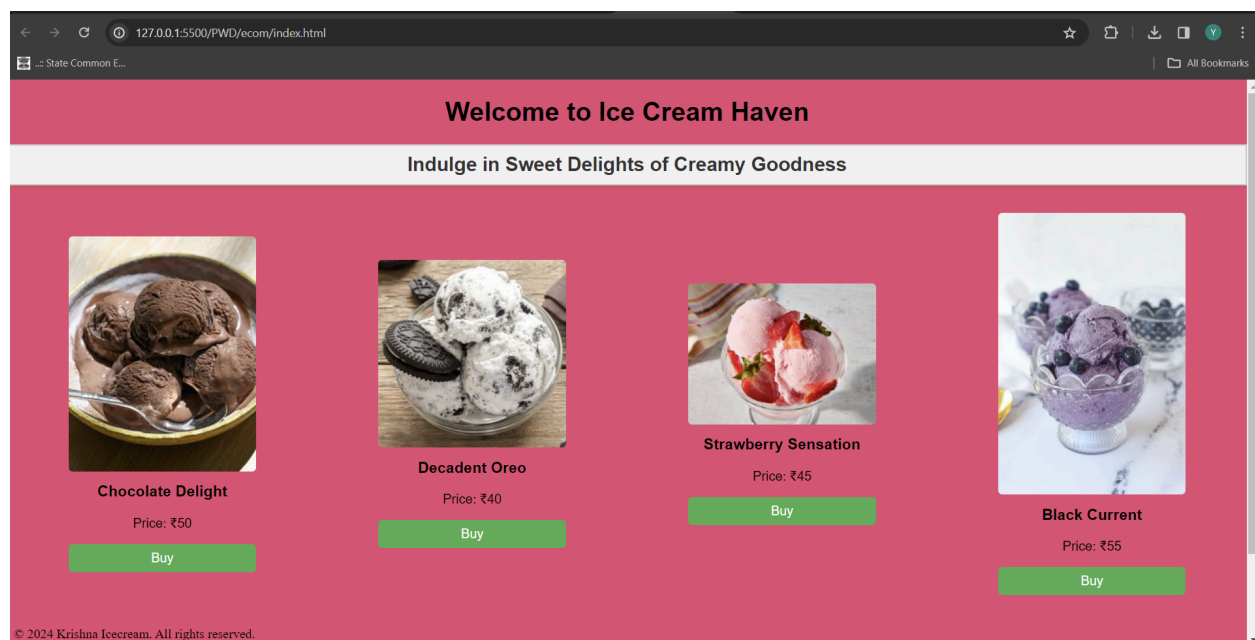 127.0.0.1:5500/PWD/ecom/index.html
Y
..:: State Common E...
All Bookmarks
Welcome to Ice Cream Haven
Indulge in Sweet Delights of Creamy Goodness
Chocolate Delight
Price: ₹50
Buy
Decadent Oreo
Price: ₹40
Buy
Strawberry Sensation
Price: ₹45
Buy
Black Current
Price: ₹55
Buy
© 2024 Krishna Icecream. All rights reserved.